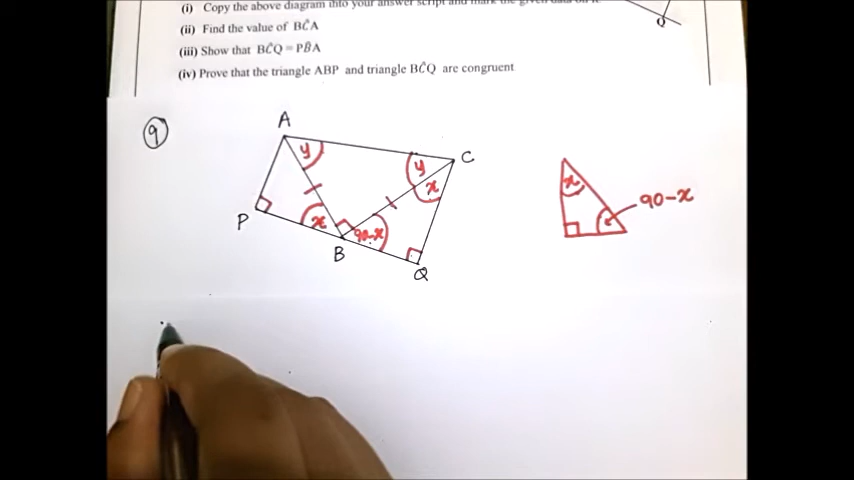 (i) Copy the above diagram into your answer script and mark the given data on it.
(ii) Find the value of BĈA
(iii) Show that BĈQ = PB̂A
(iv) Prove that the triangle ABP and triangle BĈQ are congruent
Q
9
A
y
y
C
x
x
90-x
P
x
90-x
B
Q